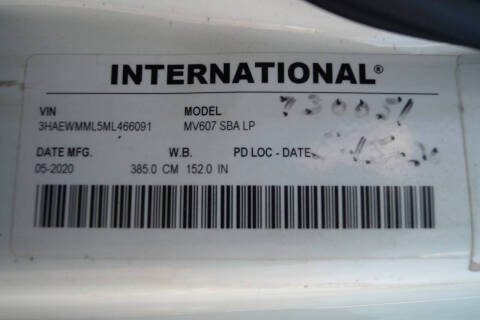 INTERNATIONAL®
VIN MODEL 730051
3HAEWMML5ML466091 MV607 SBA LP
DATE MFG. W.B. PD LOC - DATE
05-2020 385.0 CM 152.0 IN